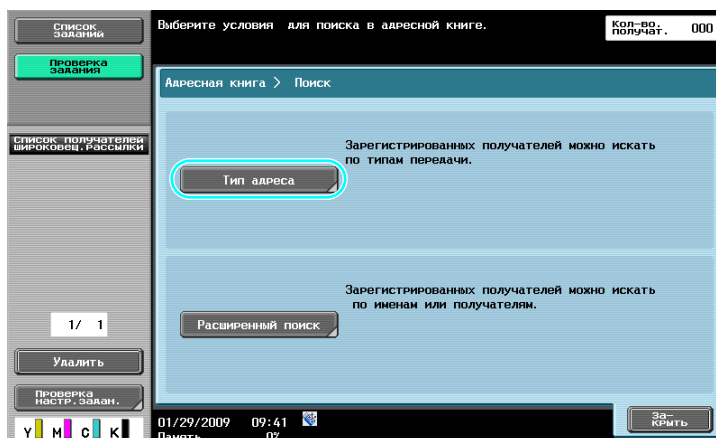 Список
заданий
Выберите условия для поиска в адресной книге.
Кол-во.
получат.
000
Проверка
задания
Адресная книга > Поиск
Список получателей
широковещ.рассылки
Зарегистрированных получателей можно искать
по типам передачи.
Тип адреса
Зарегистрированных получателей можно искать
по именам или получателям.
Расширенный поиск
1/ 1
Удалить
Проверка
настр.задан.
Y M C K
01/29/2009 09:41
Память 0%
За-
крыть